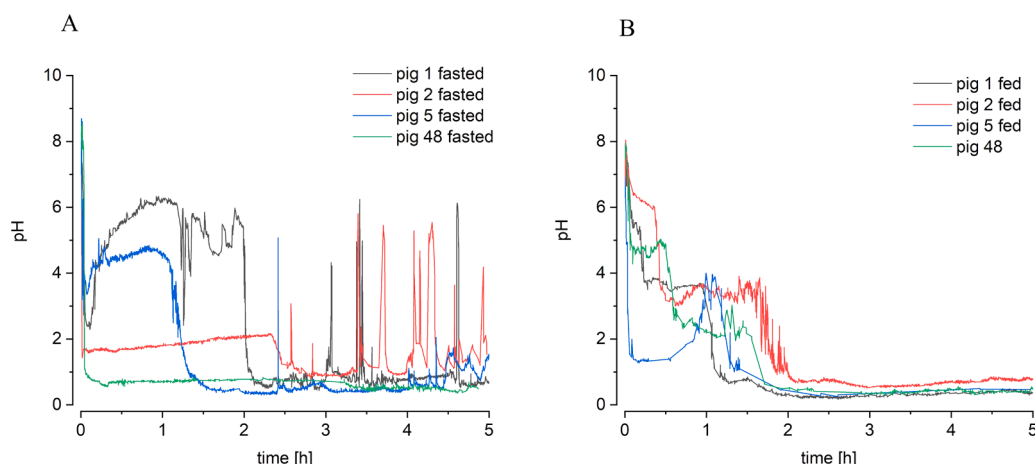 A
pig 1 fasted
pig 2 fasted
pig 5 fasted
pig 48 fasted
10
8
6
4
2
0
pH
0 1 2 3 4 5
time [h]
B
pig 1 fed
pig 2 fed
pig 5 fed
pig 48
10
8
6
4
2
0
pH
0 1 2 3 4 5
time [h]